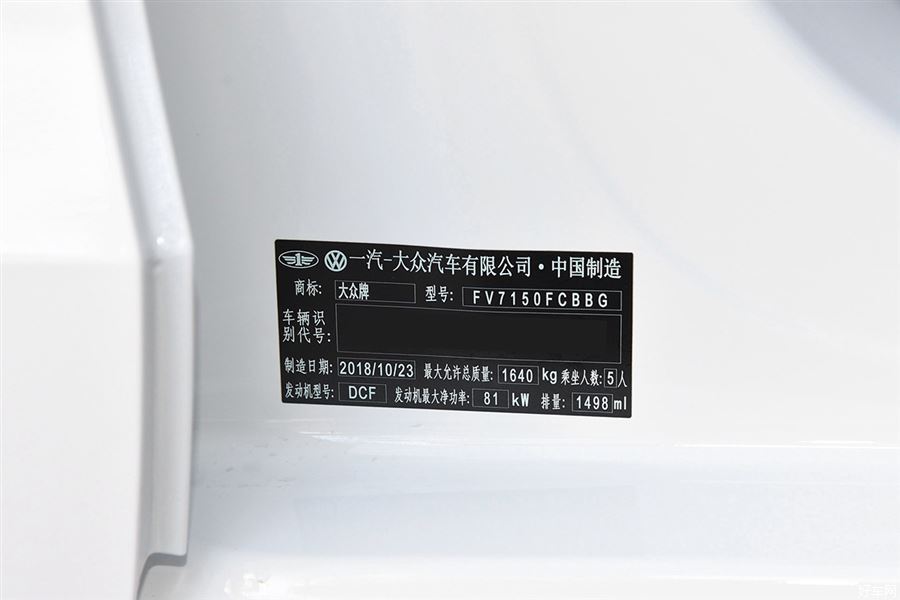 一汽-大众汽车有限公司·中国制造
商标: 大众牌 型号: FV7150FCBBG
车辆识
别代号:
制造日期: 2018/10/23 最大允许总质量: 1640 kg 乘坐人数: 5 人
发动机型号: DCF 发动机最大净功率: 81 kW 排量: 1498 ml
好车网